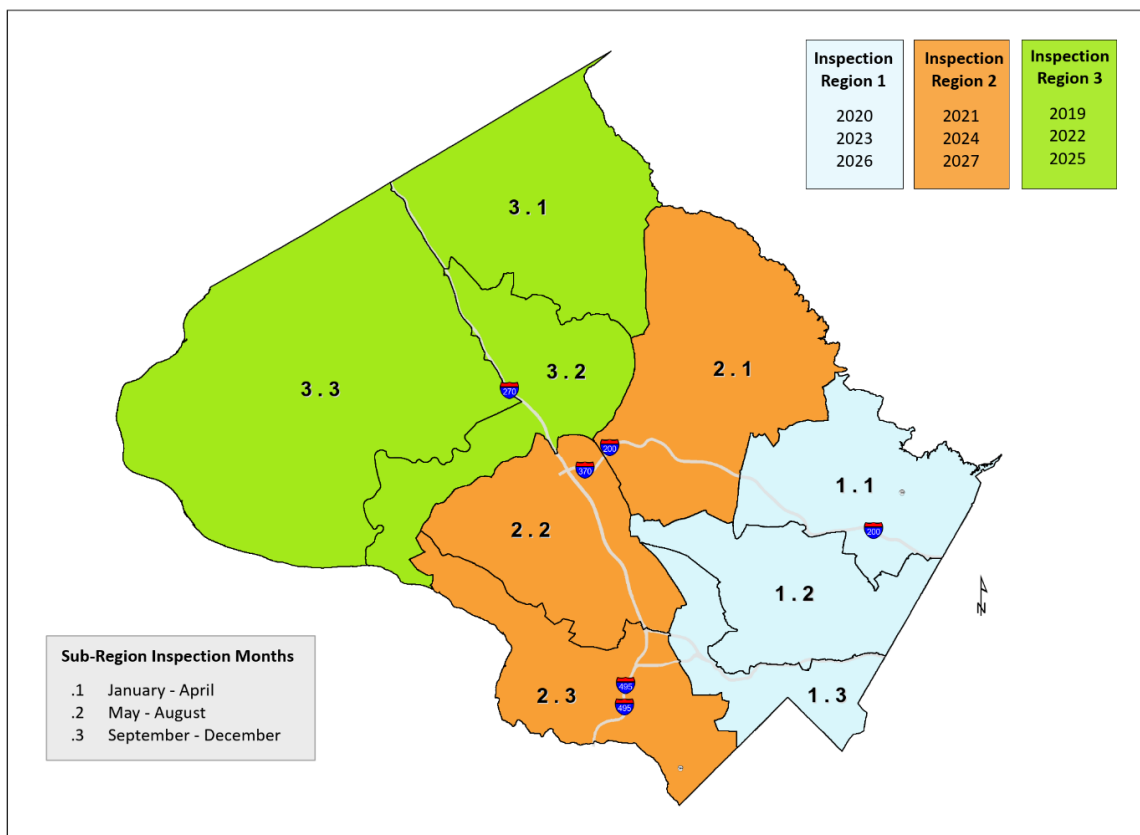 Inspection
Region 1
2020
2023
2026
Inspection
Region 2
2021
2024
2027
Inspection
Region 3
2019
2022
2025
3 . 1
3 . 2
3 . 3
2 . 1
2 . 2
2 . 3
1 . 1
1 . 2
1 . 3
270
200
370
200
495
495
N
Sub-Region Inspection Months
.1 January - April
.2 May - August
.3 September - December